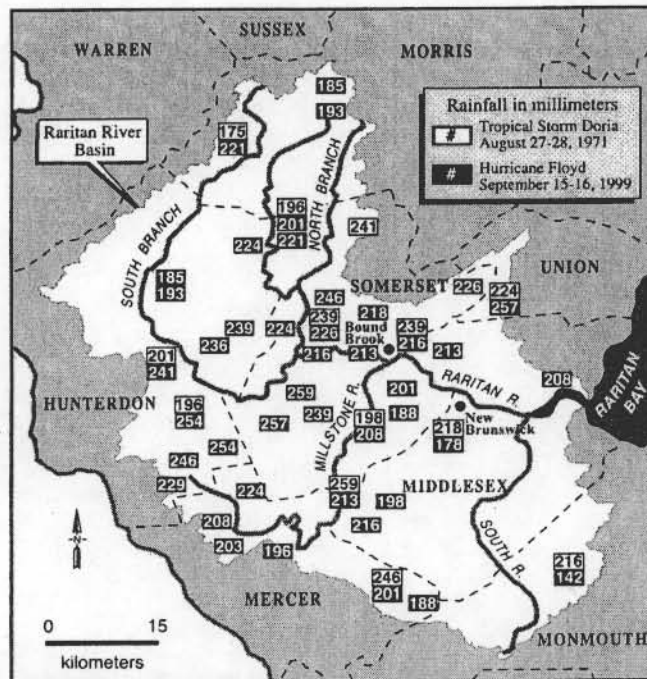 SUSSEX
WARREN
MORRIS
Rainfall in millimeters
# Tropical Storm Doria
August 27-28, 1971
# Hurricane Floyd
September 15-16, 1999
Raritan River
Basin
185
193
175
221
SOUTH BRANCH
NORTH BRANCH
196
201
221
224
241
185
193
SOMERSET
UNION
226
224
257
246
239
226
218
Bound
Brook
239
216
213
239
224
236
216
213
201
241
208
RARITAN BAY
RARITAN R.
HUNTERDON
259
201
196
254
257
239
MILLSTONE R.
198
208
188
New
Brunswick
218
178
254
246
229
224
259
213
198
MIDDLESEX
216
208
203
196
SOUTH R.
216
142
246
201
188
MERCER
MONMOUTH
N
0 15
kilometers